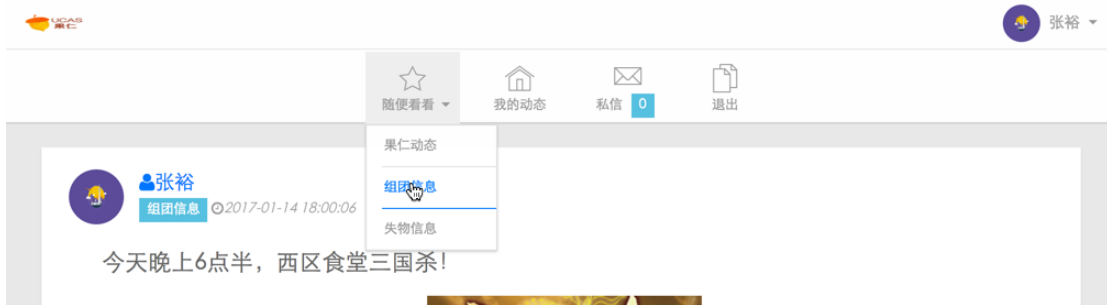 UCAS
果仁
张裕
随便看看
我的动态
私信 0
退出
果仁动态
组团信息
失物信息
张裕
组团信息 2017-01-14 18:00:06
今天晚上6点半，西区食堂三国杀！